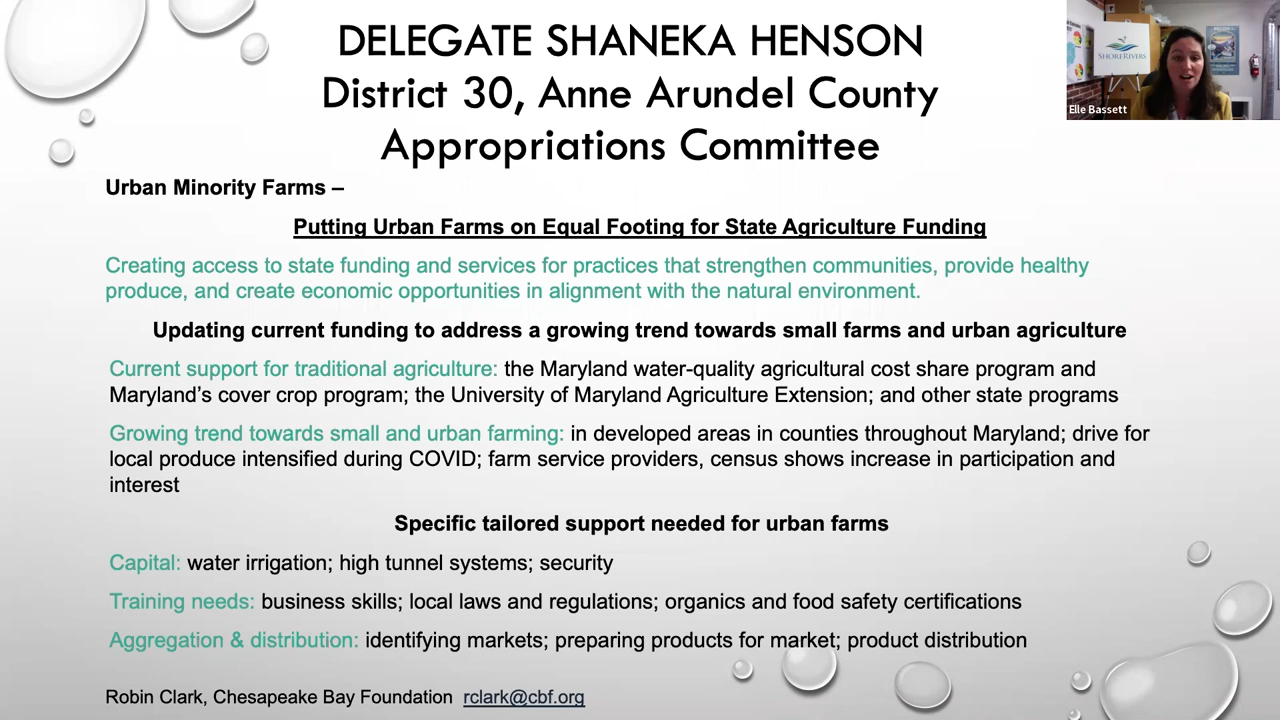 DELEGATE SHANEKA HENSON
District 30, Anne Arundel County
Appropriations Committee
SHORERIVERS
Elle Bassett
Urban Minority Farms –
Putting Urban Farms on Equal Footing for State Agriculture Funding
Creating access to state funding and services for practices that strengthen communities, provide healthy
produce, and create economic opportunities in alignment with the natural environment.
Updating current funding to address a growing trend towards small farms and urban agriculture
Current support for traditional agriculture: the Maryland water-quality agricultural cost share program and
Maryland’s cover crop program; the University of Maryland Agriculture Extension; and other state programs
Growing trend towards small and urban farming: in developed areas in counties throughout Maryland; drive for
local produce intensified during COVID; farm service providers, census shows increase in participation and
interest
Specific tailored support needed for urban farms
Capital: water irrigation; high tunnel systems; security
Training needs: business skills; local laws and regulations; organics and food safety certifications
Aggregation & distribution: identifying markets; preparing products for market; product distribution
Robin Clark, Chesapeake Bay Foundation rclark@cbf.org